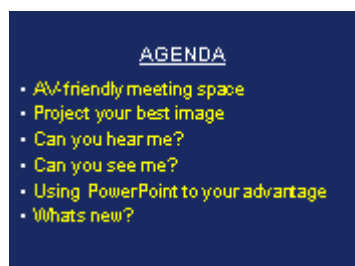 AGENDA
• AV-friendly meeting space
• Project your best image
• Can you hear me?
• Can you see me?
• Using PowerPoint to your advantage
• Whats new?